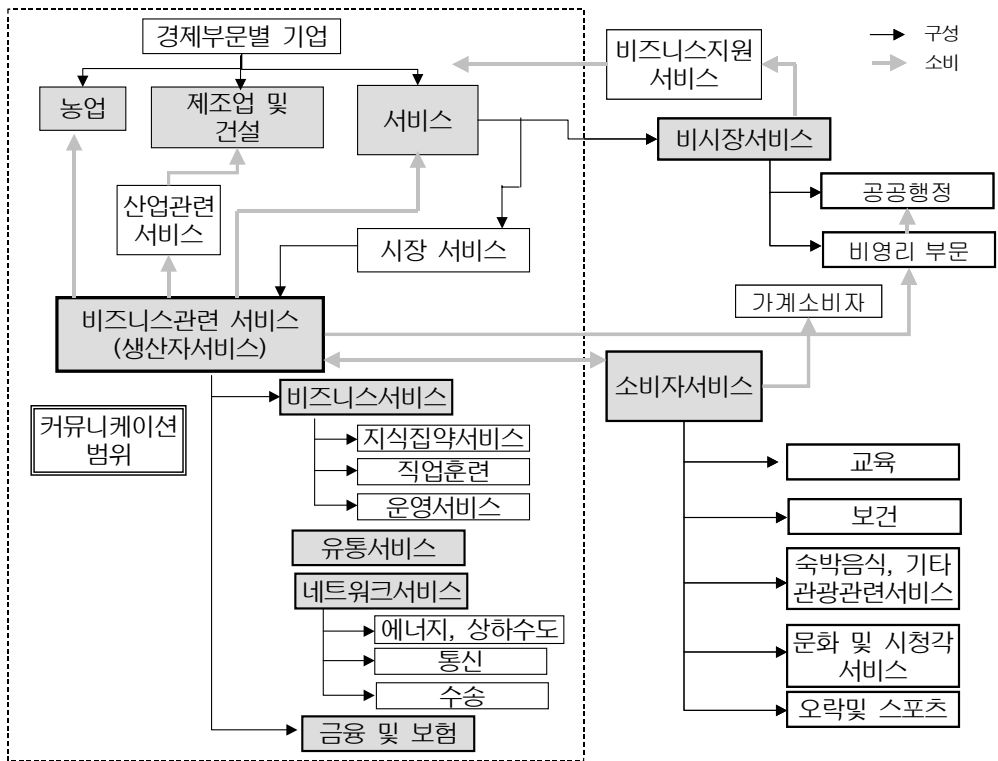 경제부문별 기업
구성
소비
비즈니스지원
서비스
농업
제조업 및
건설
서비스
비시장서비스
공공행정
산업관련
서비스
시장 서비스
비영리 부문
가계소비자
비즈니스관련 서비스
(생산자서비스)
소비자서비스
비즈니스서비스
커뮤니케이션
범위
지식집약서비스
직업훈련
운영서비스
유통서비스
네트워크서비스
에너지, 상하수도
통신
수송
금융 및 보험
교육
보건
숙박음식, 기타
관광관련서비스
문화 및 시청각
서비스
오락및 스포츠